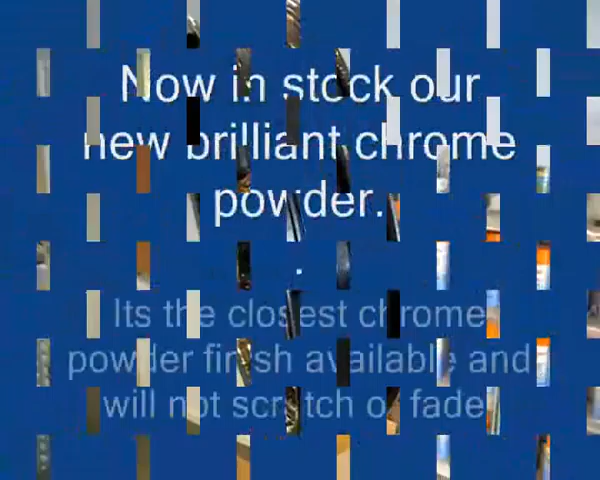 Now in stock our
new brilliant chrome
powder.
.
Its the closest chrome
powder finish available and
will not scratch or fade